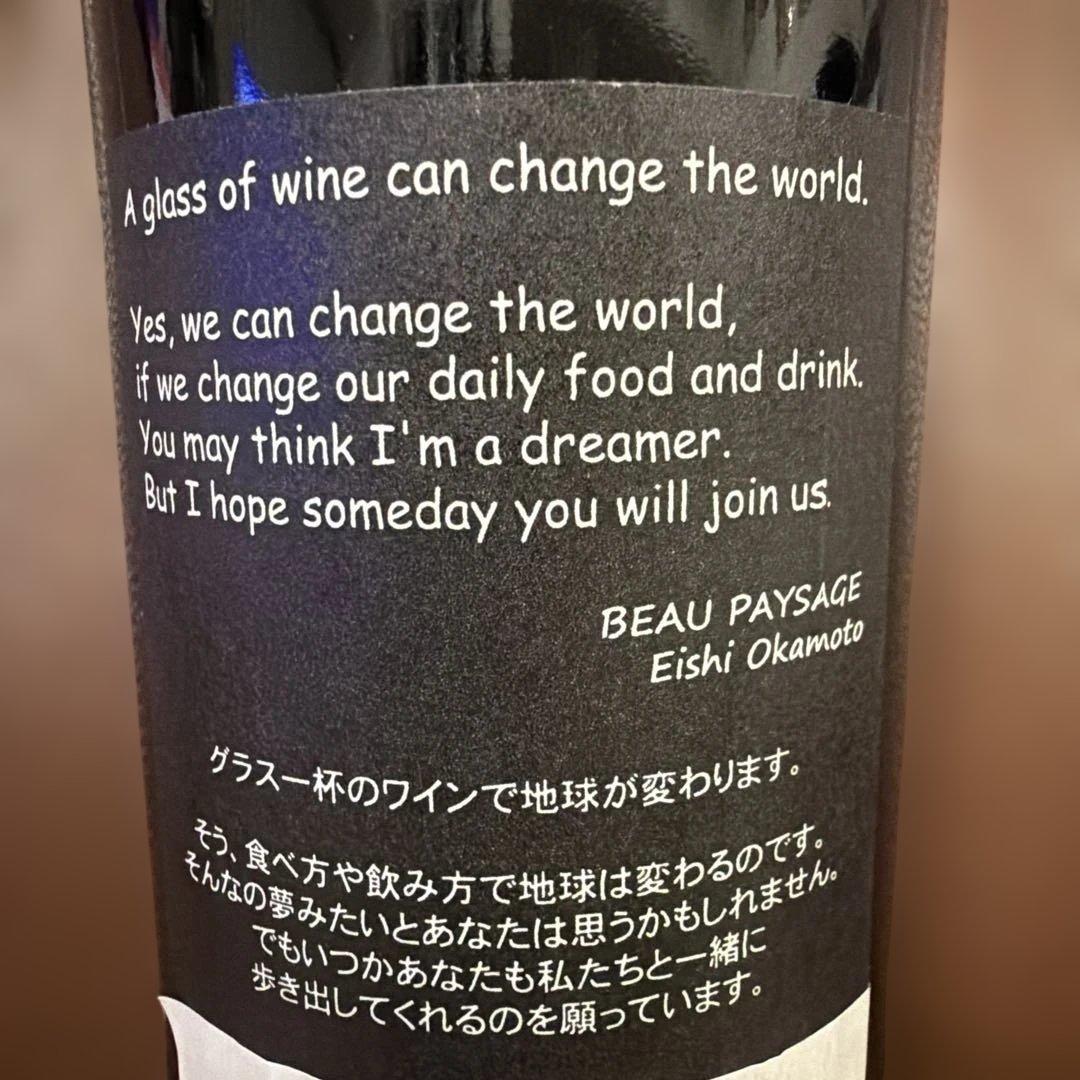 A glass of wine can change the world.
Yes, we can change the world,
if we change our daily food and drink.
You may think I'm a dreamer.
But I hope someday you will join us.
BEAU PAYSAGE
Eishi Okamoto
グラス一杯のワインで地球が変わります。
そう、食べ方や飲み方で地球は変わるのです。
そんなの夢みたいとあなたは思うかもしれません。
でもいつかあなたも私たちと一緒に
歩き出してくれるのを願っています。